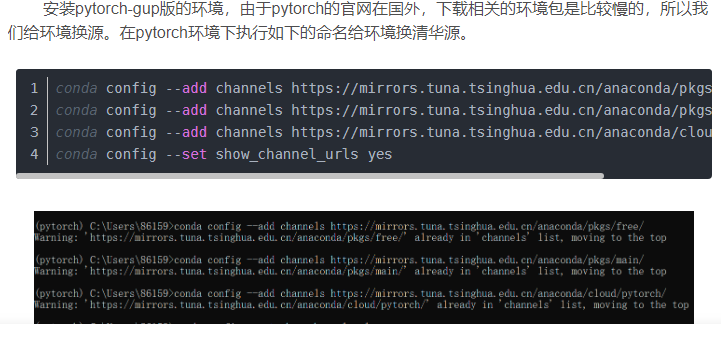 安装pytorch-gup版的环境，由于pytorch的官网在国外，下载相关的环境包是比较慢的，所以我
们给环境换源。在pytorch环境下执行如下的命名给环境换清华源。
1 conda config --add channels https://mirrors.tuna.tsinghua.edu.cn/anaconda/pkgs
2 conda config --add channels https://mirrors.tuna.tsinghua.edu.cn/anaconda/pkgs
3 conda config --add channels https://mirrors.tuna.tsinghua.edu.cn/anaconda/clou
4 conda config --set show_channel_urls yes
(pytorch) C:\Users\86159>conda config --add channels https://mirrors.tuna.tsinghua.edu.cn/anaconda/pkgs/free/
Warning: 'https://mirrors.tuna.tsinghua.edu.cn/anaconda/pkgs/free/' already in 'channels' list, moving to the top
(pytorch) C:\Users\86159>conda config --add channels https://mirrors.tuna.tsinghua.edu.cn/anaconda/pkgs/main/
Warning: 'https://mirrors.tuna.tsinghua.edu.cn/anaconda/pkgs/main/' already in 'channels' list, moving to the top
(pytorch) C:\Users\86159>conda config --add channels https://mirrors.tuna.tsinghua.edu.cn/anaconda/cloud/pytorch/
Warning: 'https://mirrors.tuna.tsinghua.edu.cn/anaconda/cloud/pytorch/' already in 'channels' list, moving to the top